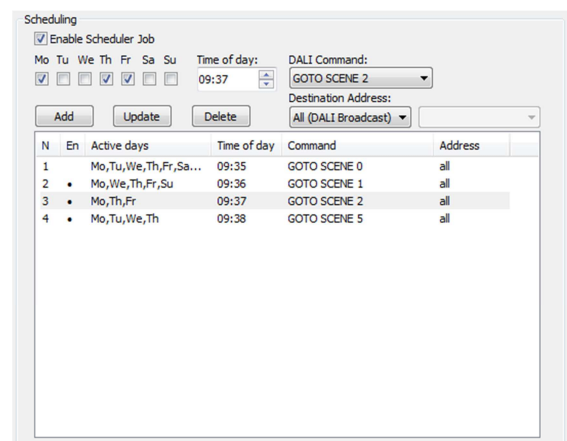 Scheduling
Enable Scheduler Job
Mo Tu We Th Fr Sa Su Time of day: DALI Command:
09:37 GOTO SCENE 2
Destination Address:
Add Update Delete All (DALI Broadcast)
N En Active days Time of day Command Address
1 Mo,Tu,We,Th,Fr,Sa... 09:35 GOTO SCENE 0 all
2 • Mo,We,Th,Fr,Su 09:36 GOTO SCENE 1 all
3 • Mo,Th,Fr 09:37 GOTO SCENE 2 all
4 • Mo,Tu,We,Th 09:38 GOTO SCENE 5 all